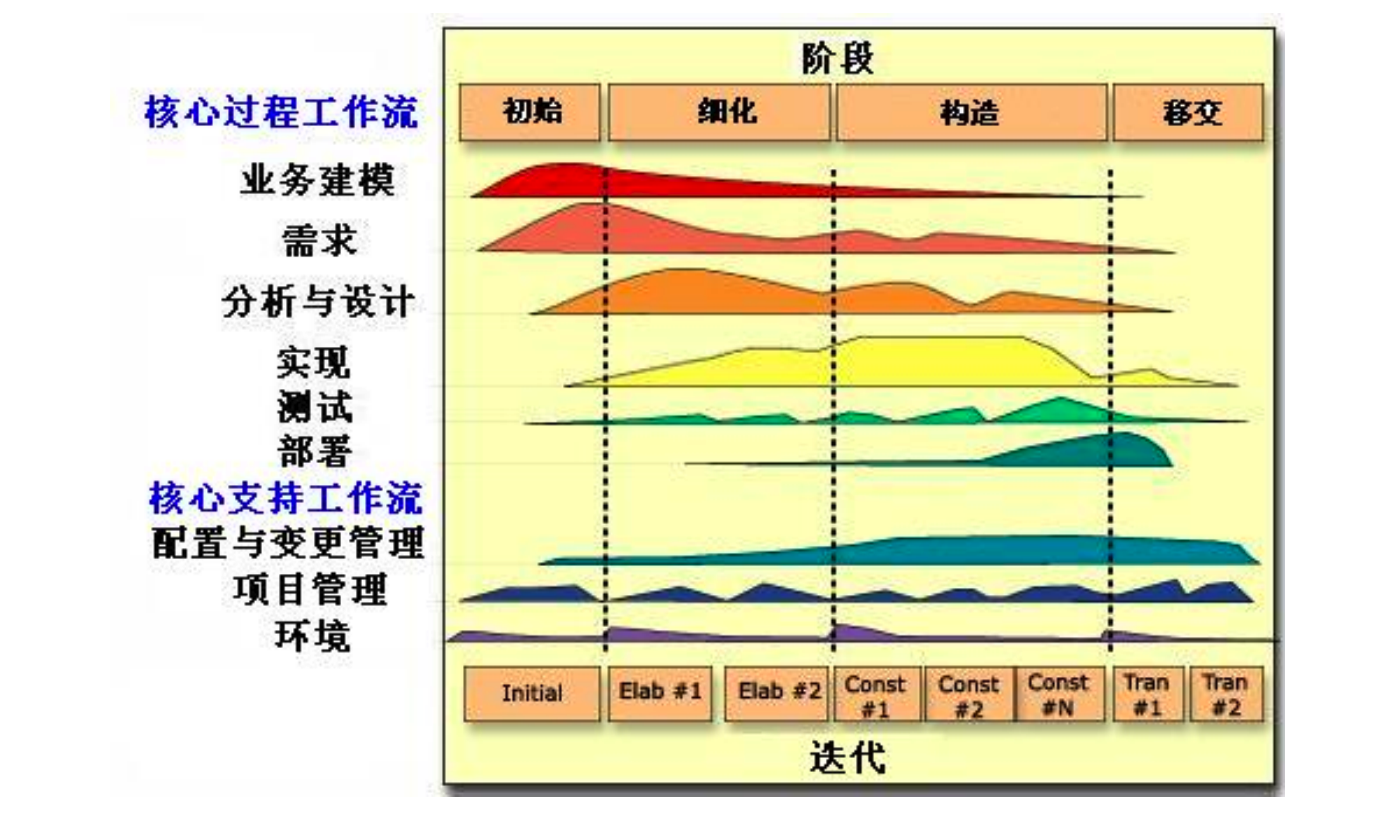 阶段
核心过程工作流
初始
细化
构造
移交
业务建模
需求
分析与设计
实现
测试
部署
核心支持工作流
配置与变更管理
项目管理
环境
Initial
Elab #1
Elab #2
Const
#1
Const
#2
Const
#N
Tran
#1
Tran
#2
迭代